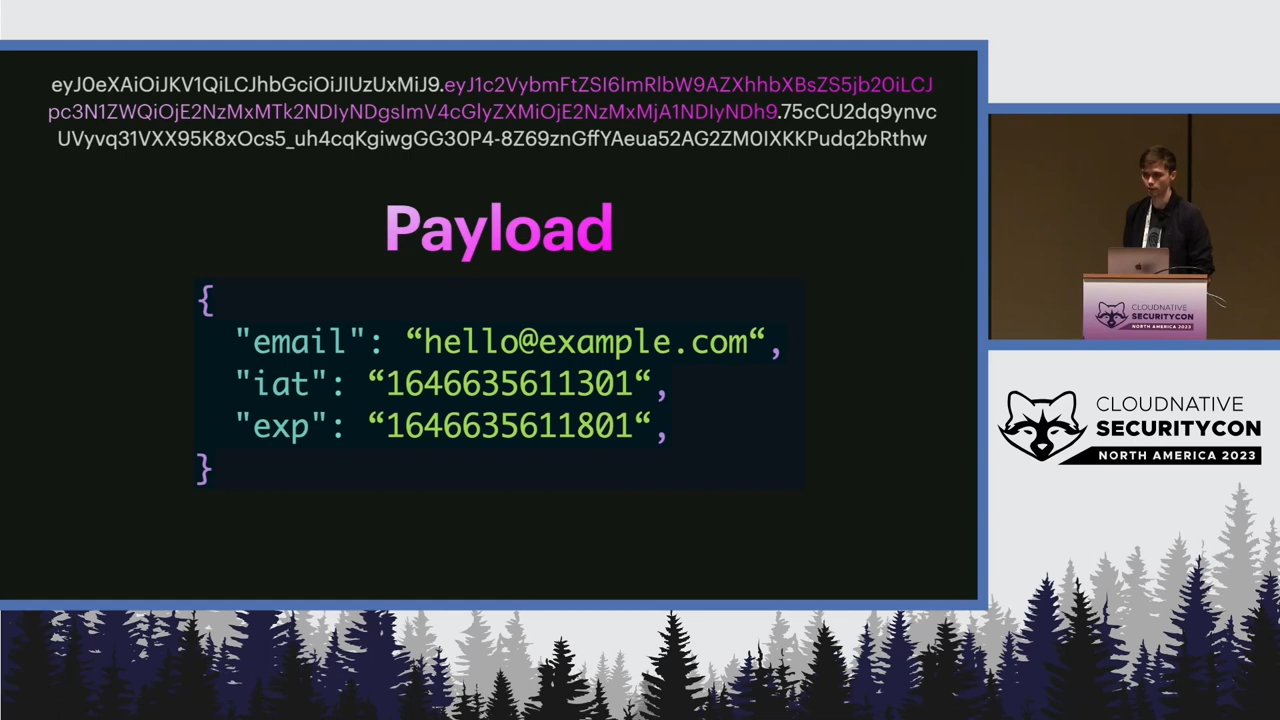 eyJ0eXAiOiJKV1QiLCJhbGciOiJIUzUxMiJ9.eyJ1c2VybmFtZSI6ImRlbW9AZXhhbXBsZS5jb20iLCJ
pc3N1ZWQiOjE2NzMxMTk2NDIyNDgsImV4cGlyZXMiOjE2NzMxMjA1NDIyNDh9.75cCU2dq9ynvc
UVyvq31VXX95K8xOcs5_uh4cqKgiwgGG30P4-8Z69znGffYAeua52AG2ZM0IXKKPudq2bRthw
Payload
{
"email": “hello@example.com“,
"iat": “1646635611301“,
"exp": “1646635611801“,
}
CLOUDNATIVE
SECURITYCON
NORTH AMERICA 2023
CLOUDNATIVE
SECURITYCON
NORTH AMERICA 2023